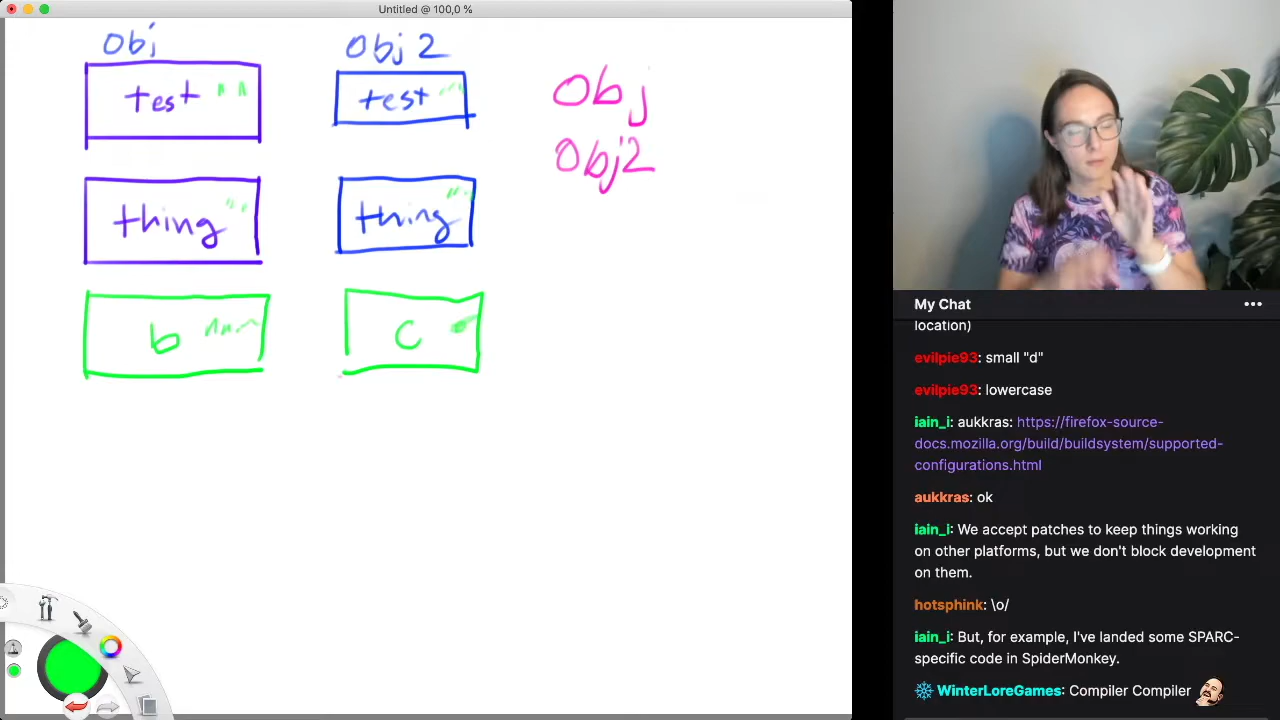 Untitled @ 100,0 %
Obj
Obj 2
test " "
test " "
Obj
Obj2
thing " "
thing " "
b
C
My Chat
location)
evilpie93: small "d"
evilpie93: lowercase
iain_i: aukkras: https://firefox-source-
docs.mozilla.org/build/buildsystem/supported-
configurations.html
aukkras: ok
iain_i: We accept patches to keep things working
on other platforms, but we don't block development
on them.
hotsphink: \o/
iain_i: But, for example, I've landed some SPARC-
specific code in SpiderMonkey.
WinterLoreGames: Compiler Compiler